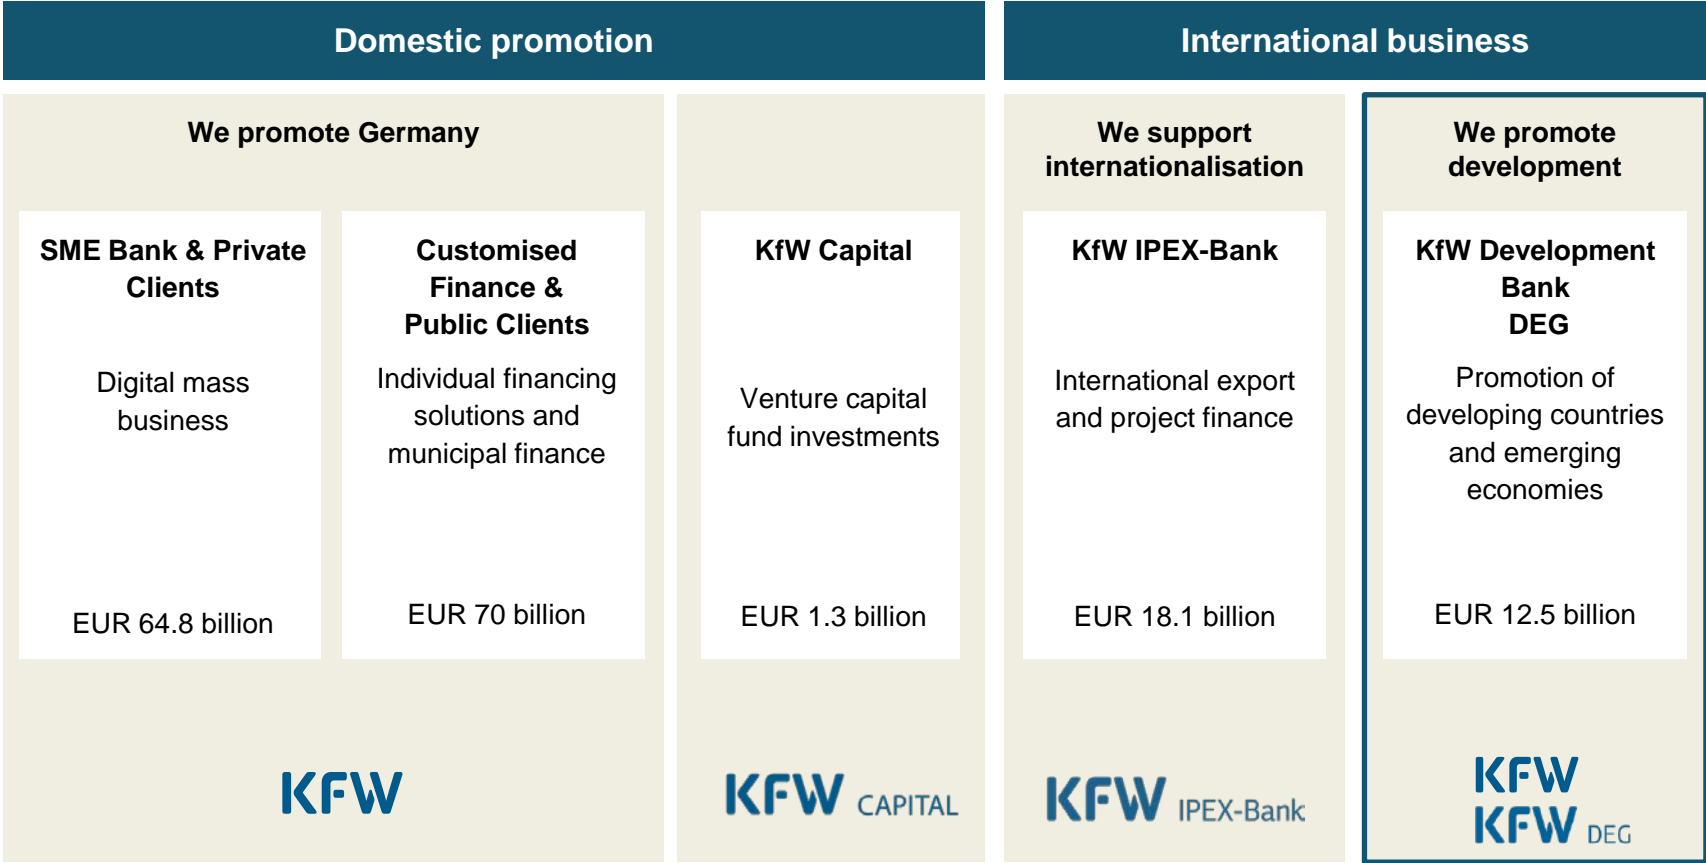 Domestic promotion
International business
We promote Germany
SME Bank & Private
Clients
Digital mass
business
EUR 64.8 billion
Customised
Finance &
Public Clients
Individual financing
solutions and
municipal finance
EUR 70 billion
KFW
KfW Capital
Venture capital
fund investments
EUR 1.3 billion
KFW CAPITAL
We support
internationalisation
KfW IPEX-Bank
International export
and project finance
EUR 18.1 billion
KFW IPEX-Bank
We promote
development
KfW Development
Bank
DEG
Promotion of
developing countries
and emerging
economies
EUR 12.5 billion
KFW
KFW DEG